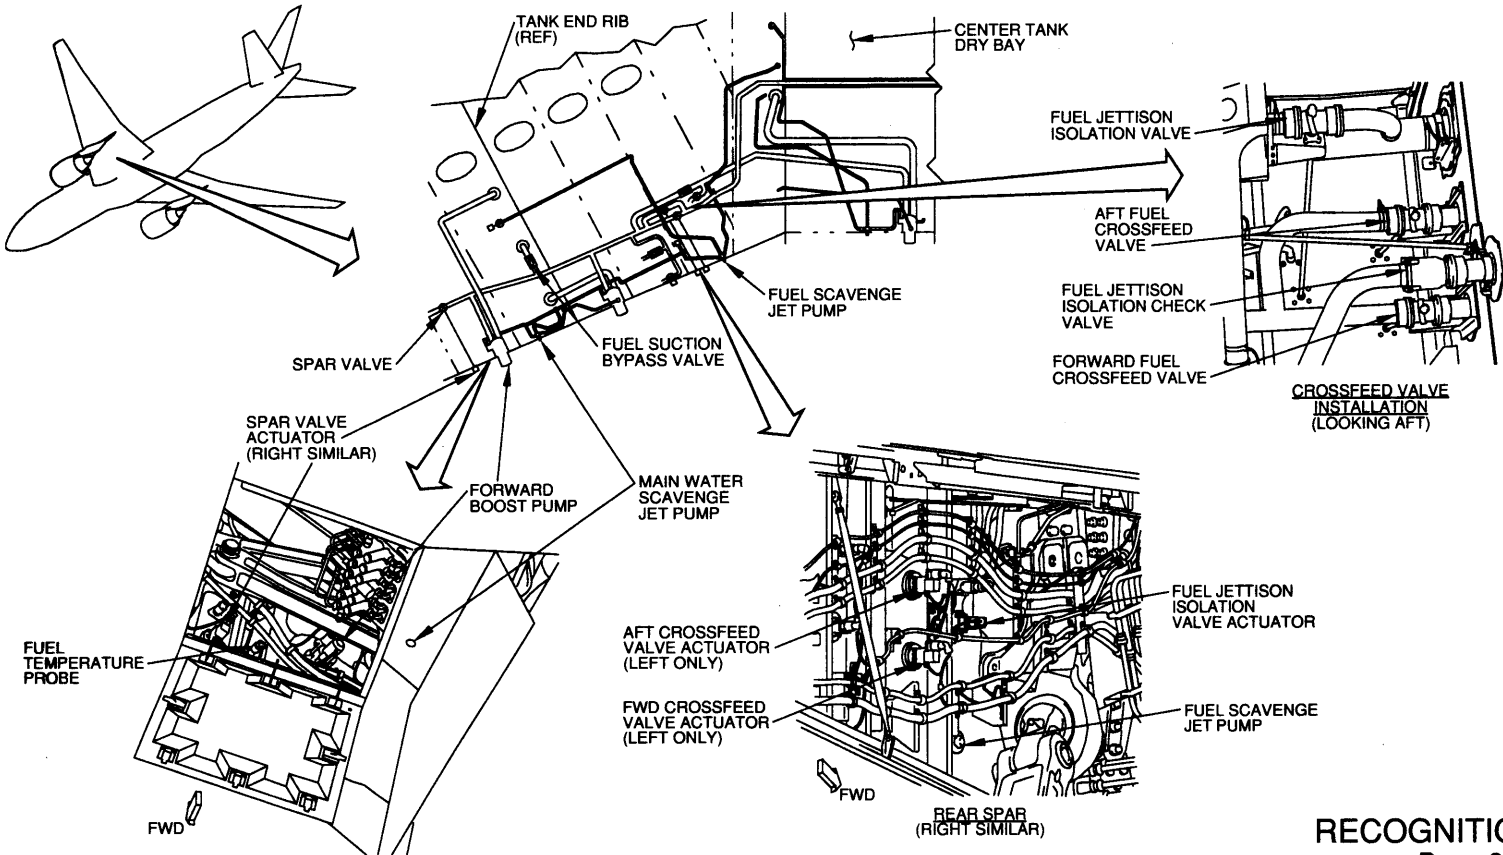 TANK END RIB
(REF)
CENTER TANK
DRY BAY
FUEL JETTISON
ISOLATION VALVE
AFT FUEL
CROSSFEED
VALVE
FUEL JETTISON
ISOLATION CHECK
VALVE
FORWARD FUEL
CROSSFEED VALVE
CROSSFEED VALVE
INSTALLATION
(LOOKING AFT)
FUEL SCAVENGE
JET PUMP
FUEL SUCTION
BYPASS VALVE
SPAR VALVE
SPAR VALVE
ACTUATOR
(RIGHT SIMILAR)
FORWARD
BOOST PUMP
MAIN WATER
SCAVENGE
JET PUMP
FUEL
TEMPERATURE
PROBE
FWD
AFT CROSSFEED
VALVE ACTUATOR
(LEFT ONLY)
FWD CROSSFEED
VALVE ACTUATOR
(LEFT ONLY)
FUEL JETTISON
ISOLATION
VALVE ACTUATOR
FUEL SCAVENGE
JET PUMP
FWD
REAR SPAR
(RIGHT SIMILAR)
RECOGNITIO